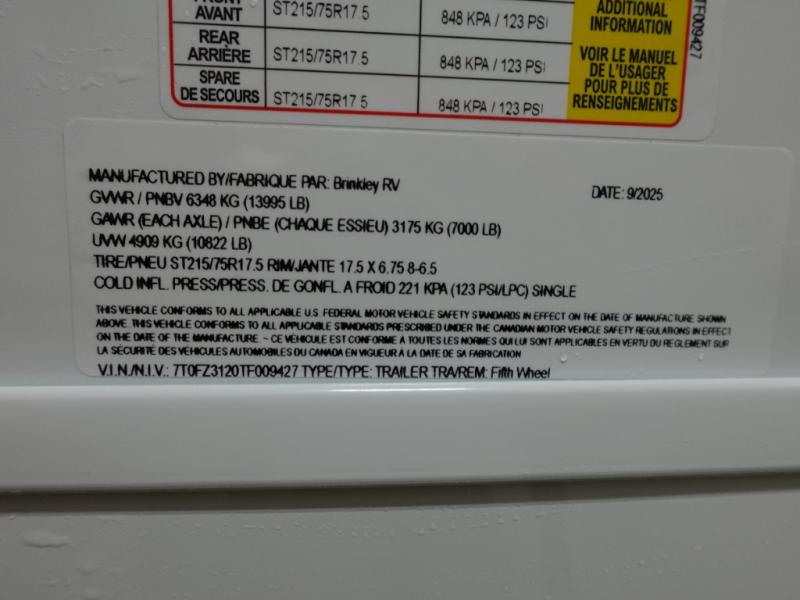 FRONT
AVANT
ST215/75R17.5
848 KPA / 123 PSI
REAR
ARRIÈRE
ST215/75R17.5
848 KPA / 123 PSI
SPARE
DE SECOURS
ST215/75R17.5
848 KPA / 123 PSI
ADDITIONAL
INFORMATION
VOIR LE MANUEL
DE L'USAGER
POUR PLUS DE
RENSEIGNEMENTS
TF009427
MANUFACTURED BY/FABRIQUE PAR: Brinkley RV
DATE: 9/2025
GVWR / PNBV 6348 KG (13995 LB)
GAWR (EACH AXLE) / PNBE (CHAQUE ESSIEU) 3175 KG (7000 LB)
UVW 4909 KG (10822 LB)
TIRE/PNEU ST215/75R17.5 RIM/JANTE 17.5 X 6.75 8-6.5
COLD INFL. PRESS/PRESS. DE GONFL. A FROID 221 KPA (123 PSI/LPC) SINGLE
THIS VEHICLE CONFORMS TO ALL APPLICABLE U.S. FEDERAL MOTOR VEHICLE SAFETY STANDARDS IN EFFECT ON THE DATE OF MANUFACTURE SHOWN
ABOVE. THIS VEHICLE CONFORMS TO ALL APPLICABLE STANDARDS PRESCRIBED UNDER THE CANADIAN MOTOR VEHICLE SAFETY REGULATIONS IN EFFECT
ON THE DATE OF THE MANUFACTURE. ~ CE VEHICULE EST CONFORME A TOUTES LES NORMES QUI LUI SONT APPLICABLES EN VERTU DU REGLEMENT SUR
LA SÉCURITÉ DES VEHICULES AUTOMOBILES DU CANADA EN VIGUEUR À LA DATE DE SA FABRICATION
V.I.N./N.I.V.: 7T0FZ3120TF009427 TYPE/TYPE: TRAILER TRA/REM: Fifth Wheel